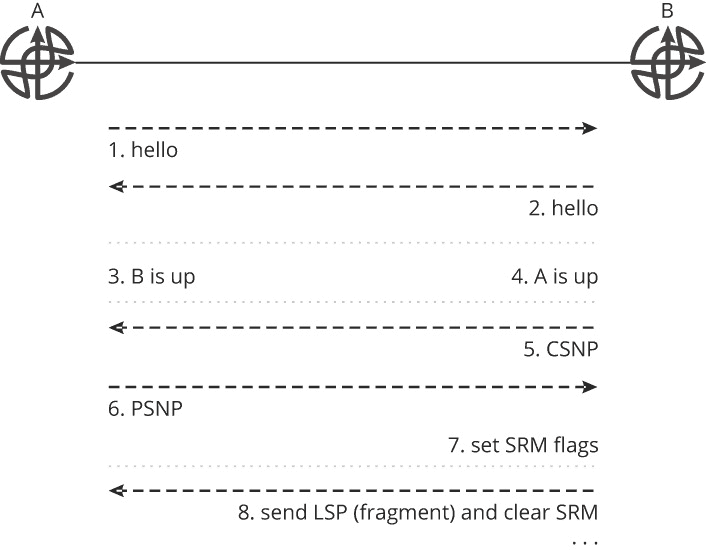 A
B
1. hello
2. hello
3. B is up
4. A is up
5. CSNP
6. PSNP
7. set SRM flags
8. send LSP (fragment) and clear SRM
. . .